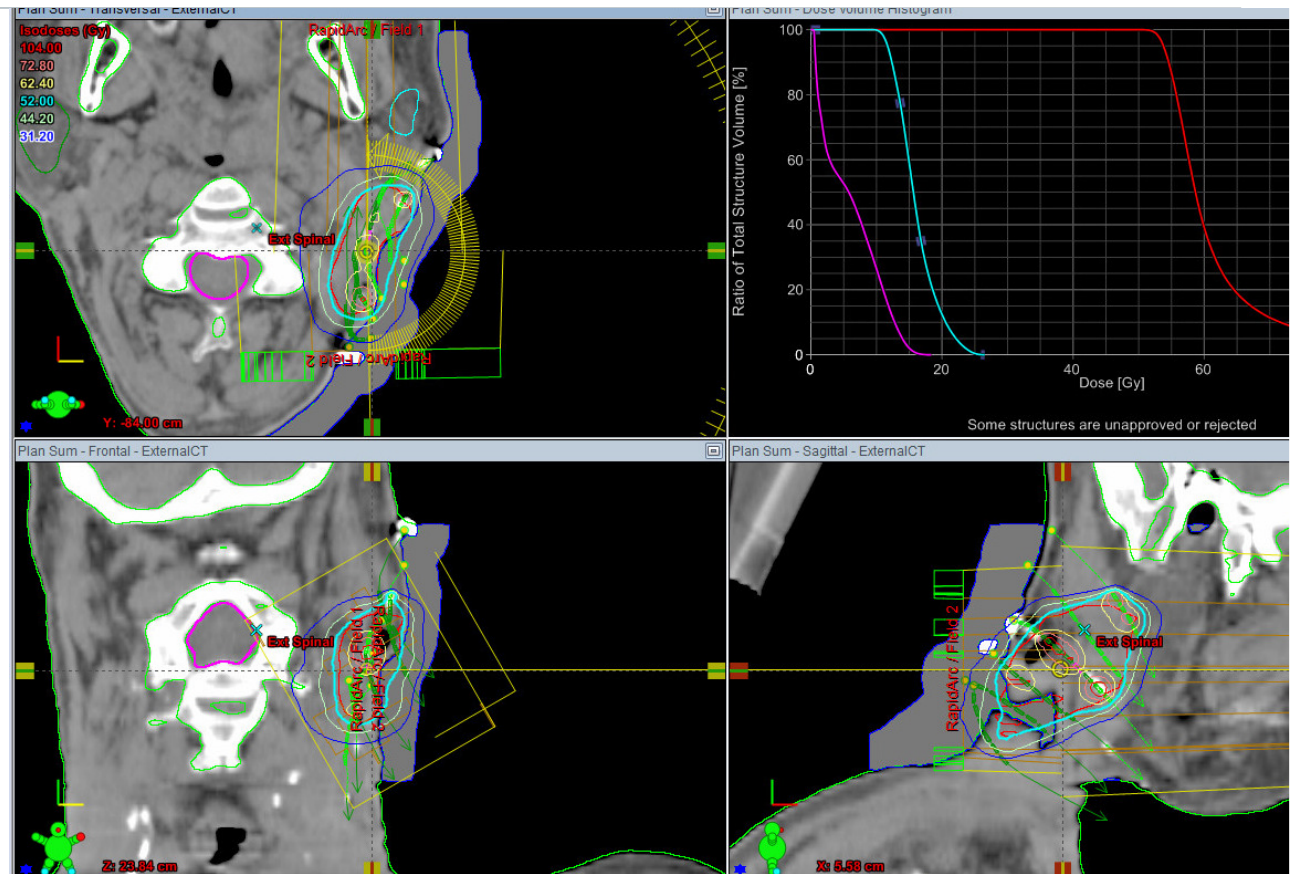 Plan Sum - Transversal - ExternalCT
Isodoses (Gy)
104.00
72.80
62.40
52.00
44.20
31.20
RapidArc / Field 1
Ext Spinal
RapidArc / Field 2
Y: -84.00 cm
Plan Sum - Dose Volume Histogram
Ratio of Total Structure Volume [%]
100
80
60
40
20
0
0
20
40
60
Dose [Gy]
Some structures are unapproved or rejected
Plan Sum - Frontal - ExternalCT
Ext Spinal
RapidArc / Field 1
RapidArc / Field 2
Z: 23.84 cm
Plan Sum - Sagittal - ExternalCT
Ext Spinal
RapidArc / Field 2
X: 5.58 cm